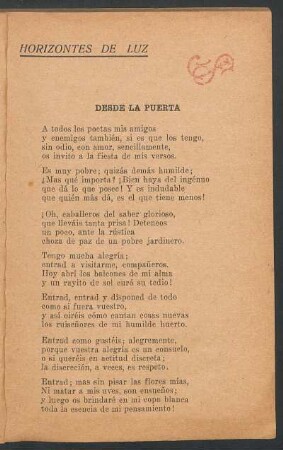 HORIZONTES DE LUZ
DESDE LA PUERTA
A todos los poetas mis amigos
y enemigos también, si es que los tengo,
sin odio, con amor, sencillamente,
os invito a la fiesta de mis versos.
Es muy pobre; quizás demás humilde;
¡Mas qué importa! ¡Bien haya del ingénuo
que dá lo que posee! Y es indudable
que quién más dá, es el que tiene menos!
¡Oh, caballeros del saber glorioso,
que lleváis tanta prisa! Deteneos
un poco, ante la rústica
choza de paz de un pobre jardinero.
Tengo mucha alegría;
entrad a visitarme, compañeros.
Hoy abrí los balcones de mi alma
y un rayito de sol auró su todio!
Entrad, entrad y disponed de todo
como si fuera vuestro,
y así oiréis cómo cantan cosas nuevas
los ruiseñores de mi humilde huerto.
Entrad como gustéis; alegremente,
porque vuestra alegría es un consuelo,
o si queréis en actitud discreta;
la discreción, a veces, es respeto.
Entrad; mas sin pisar las flores mías,
Ni matar a mis aves, son ensueños;
y luego os brindaré en mi copa blanca
toda la esencia de mi pensamiento!